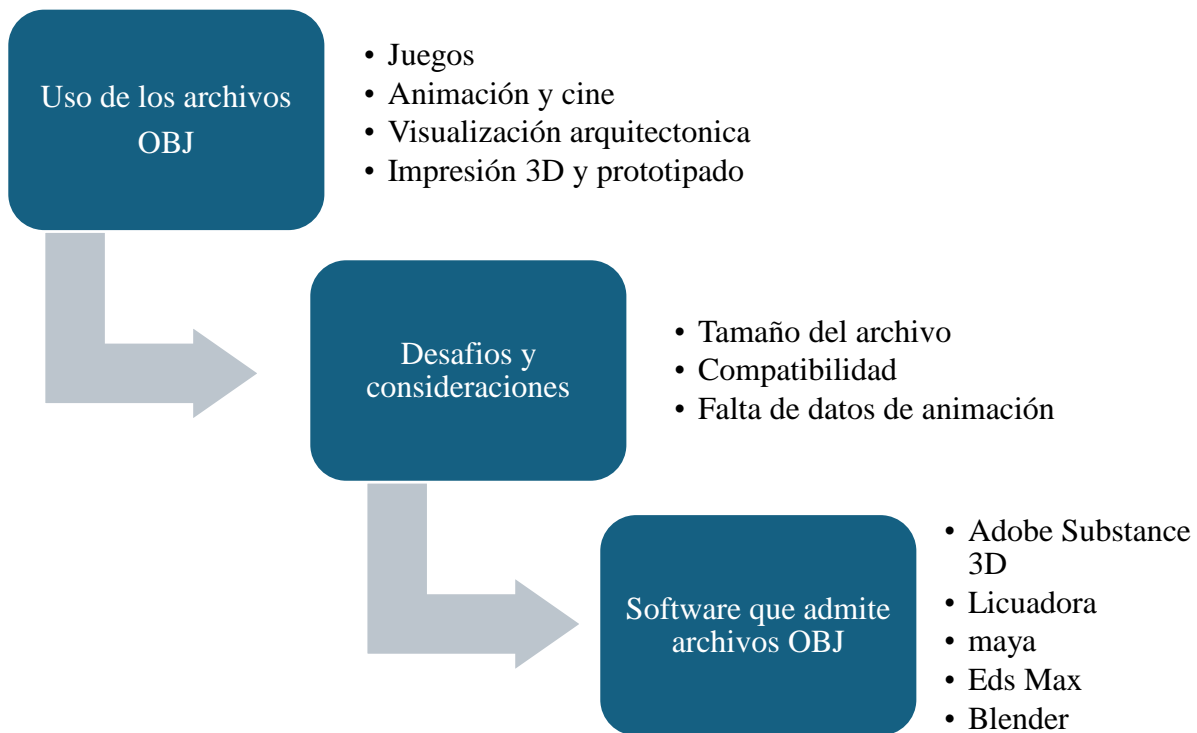 Uso de los archivos
OBJ
• Juegos
• Animación y cine
• Visualización arquitectonica
• Impresión 3D y prototipado
Desafios y
consideraciones
• Tamaño del archivo
• Compatibilidad
• Falta de datos de animación
Software que admite
archivos OBJ
• Adobe Substance
3D
• Licuadora
• maya
• Eds Max
• Blender